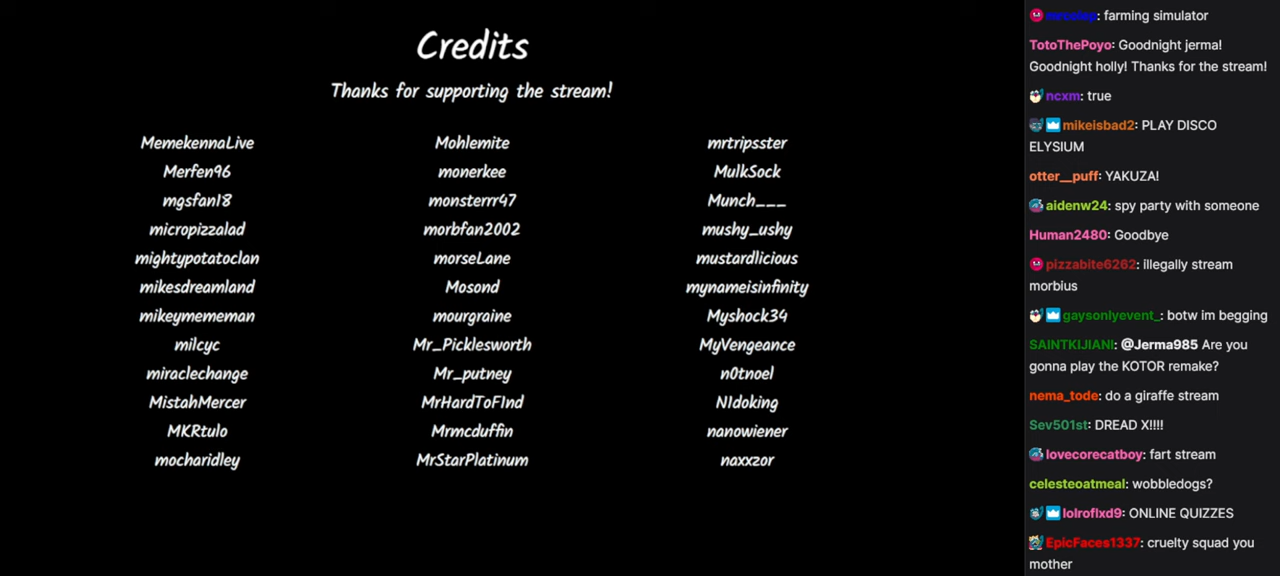 Credits
Thanks for supporting the stream!
MemekennaLive
Merfen96
mgsfan18
micropizzalad
mightypotatoclan
mikesdreamland
mikeymememan
milcyc
miraclechange
MistahMercer
MKRtulo
mocharidley
Mohlemite
monerkee
monsterrr47
morbfan2002
morseLane
Mosond
mourgraine
Mr_Picklesworth
Mr_putney
MrHardToF1nd
Mrmcduffin
MrStarPlatinum
mrtripsster
MulkSock
Munch___
mushy_ushy
mustardlicious
mynameisinfinity
Myshock34
MyVengeance
n0tnoel
N1doking
nanowiener
naxxzor
: farming simulator
TotoThePoyo: Goodnight jerma!
Goodnight holly! Thanks for the stream!
ncxm: true
mikeisbad2: PLAY DISCO
ELYSIUM
otter__puff: YAKUZA!
aidenw24: spy party with someone
Human2480: Goodbye
pizzabite6262: illegally stream
morbius
gaysonlyevent_: botw im begging
SAINTKIJIANI: @Jerma985 Are you
gonna play the KOTOR remake?
nema_tode: do a giraffe stream
Sev501st: DREAD X!!!!
lovecorecatboy: fart stream
celesteoatmeal: wobbledogs?
lolroflxd9: ONLINE QUIZZES
EpicFaces1337: cruelty squad you
mother